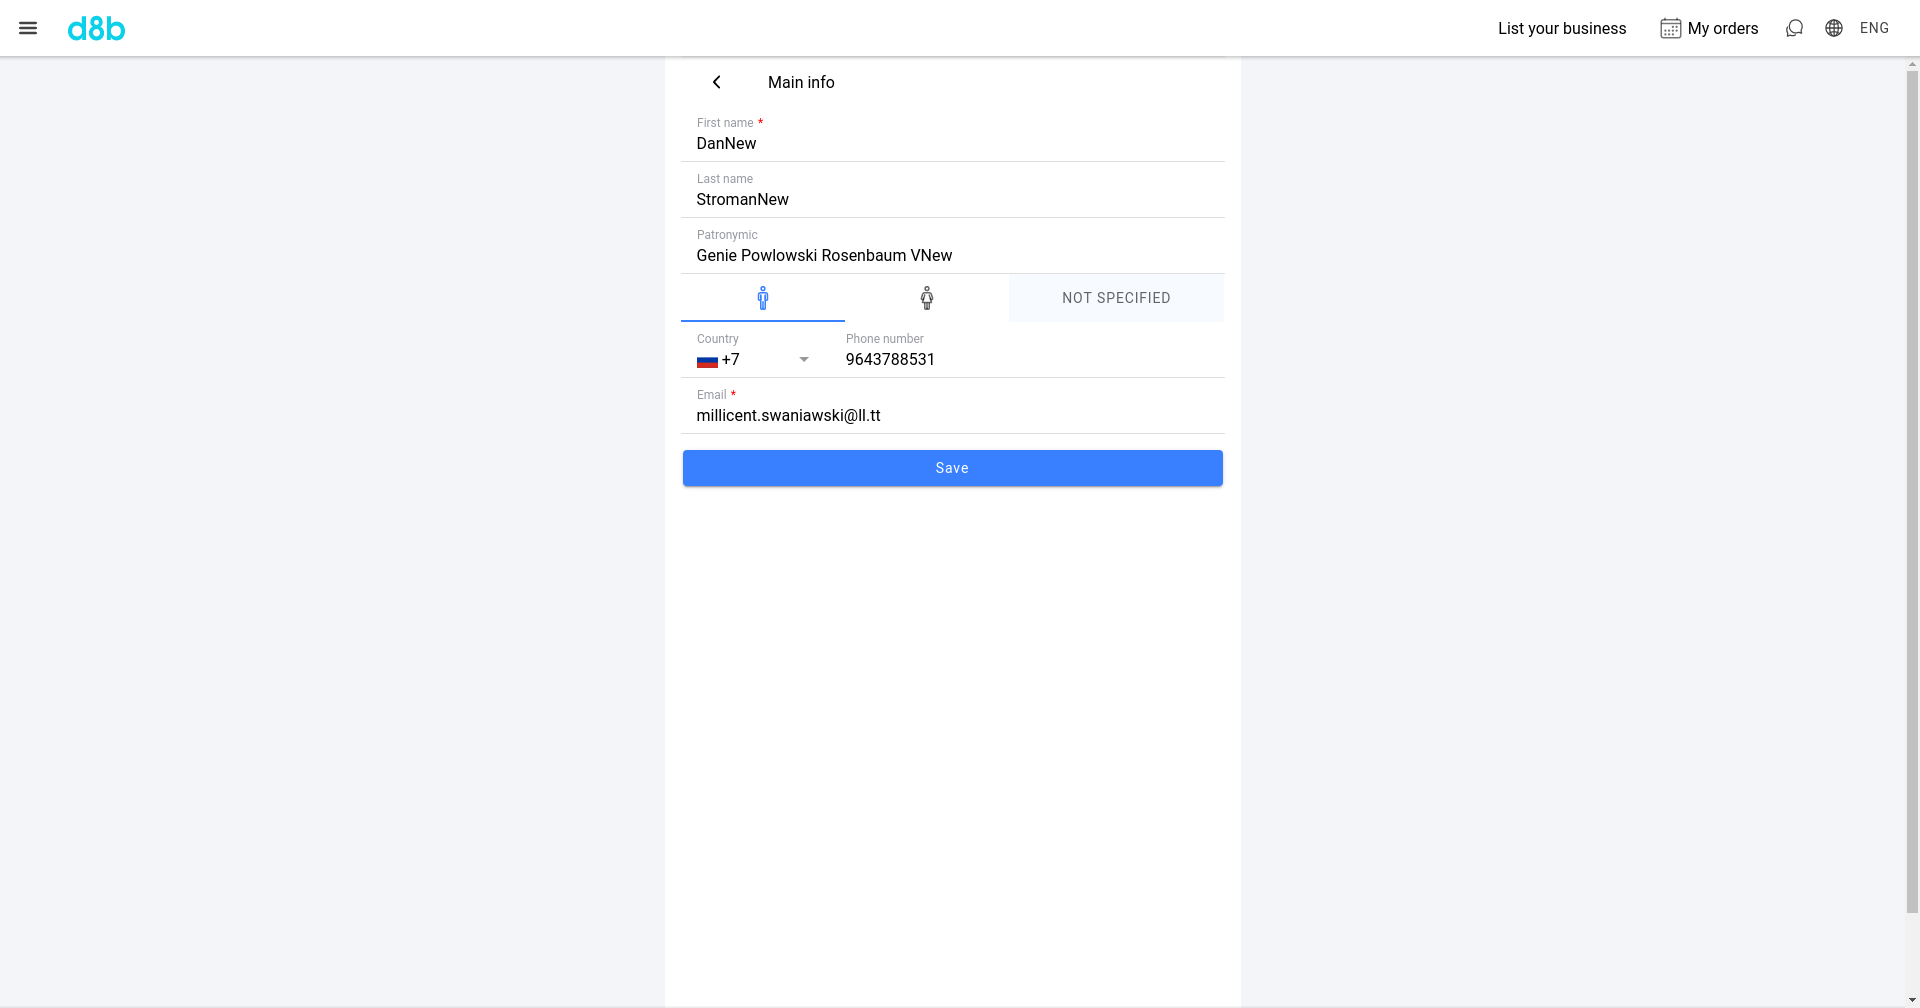 d8b
List your business
My orders
ENG
Main info
First name *
DanNew
Last name
StromanNew
Patronymic
Genie Powlowski Rosenbaum VNew
NOT SPECIFIED
Country
Phone number
+7
9643788531
Email *
millicent.swaniawski@ll.tt
Save